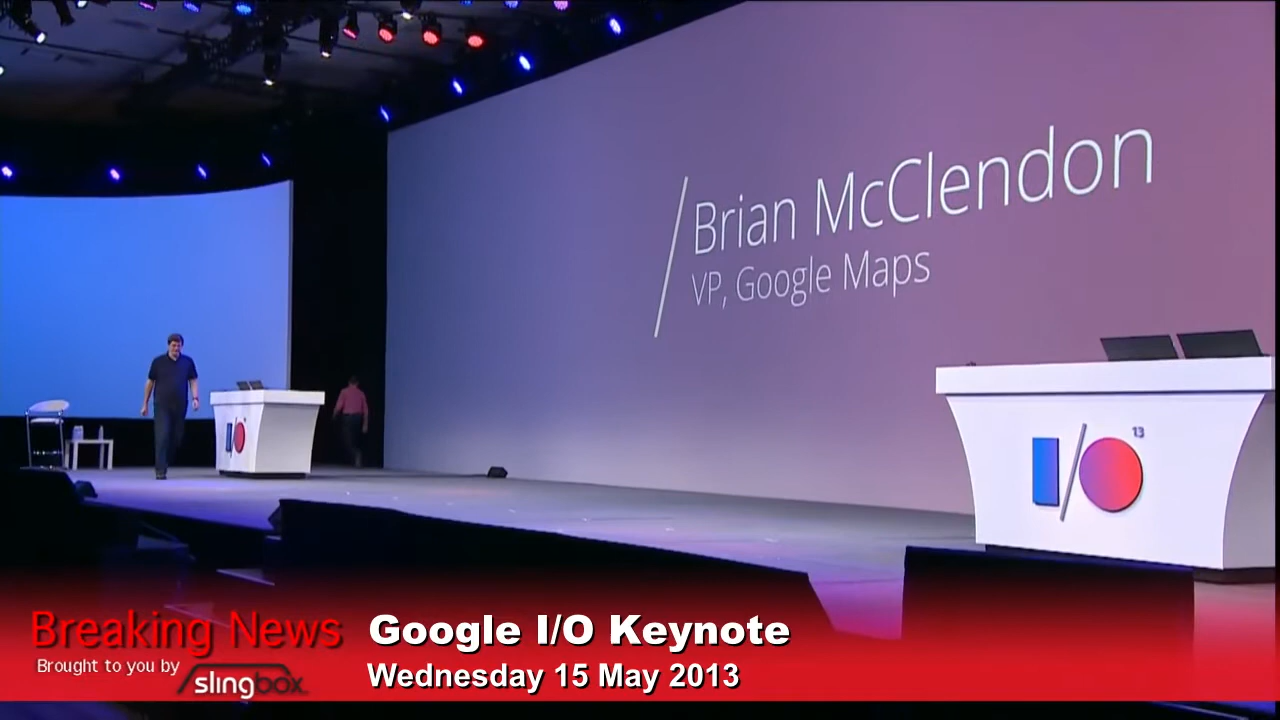 /Brian McClendon
VP, Google Maps
I/O
I/O 13
Breaking News
Brought to you by
slingbox
Google I/O Keynote
Wednesday 15 May 2013